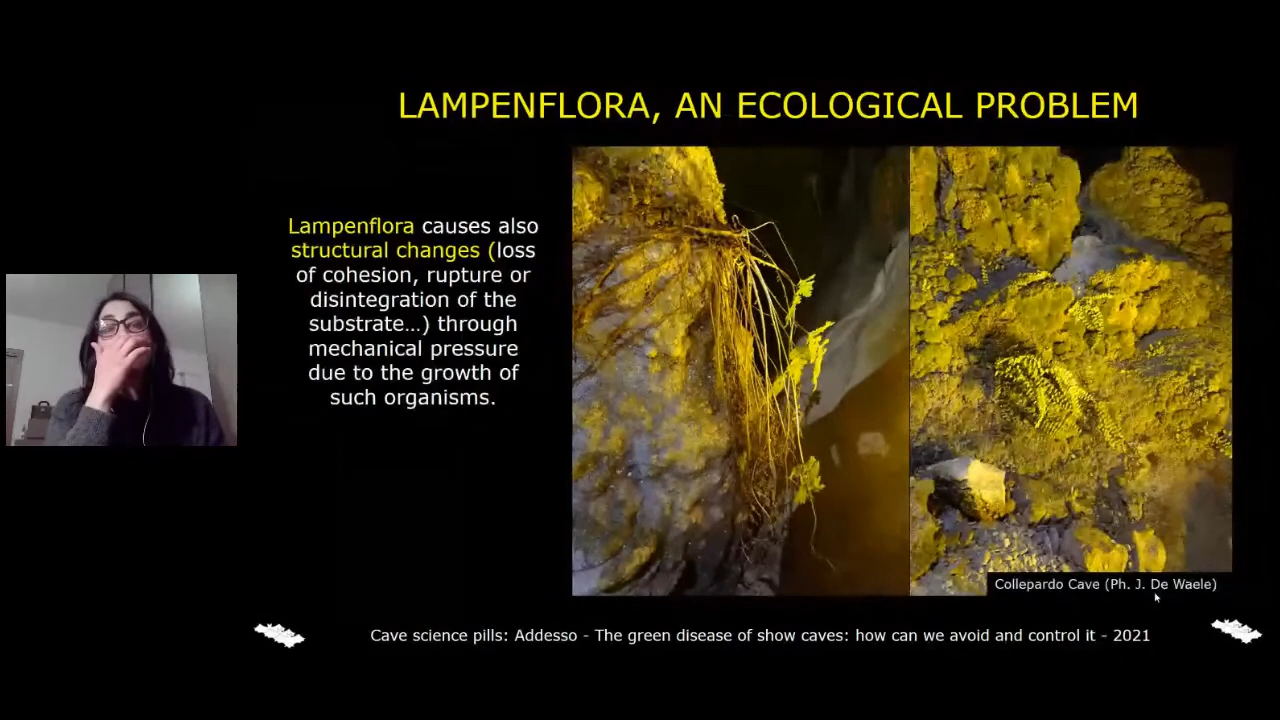 LAMPENFLORA, AN ECOLOGICAL PROBLEM
Lampenflora causes also
structural changes (loss
of cohesion, rupture or
disintegration of the
substrate...) through
mechanical pressure
due to the growth of
such organisms.
Collepardo Cave (Ph. J. De Waele)
Cave science pills: Addesso - The green disease of show caves: how can we avoid and control it - 2021